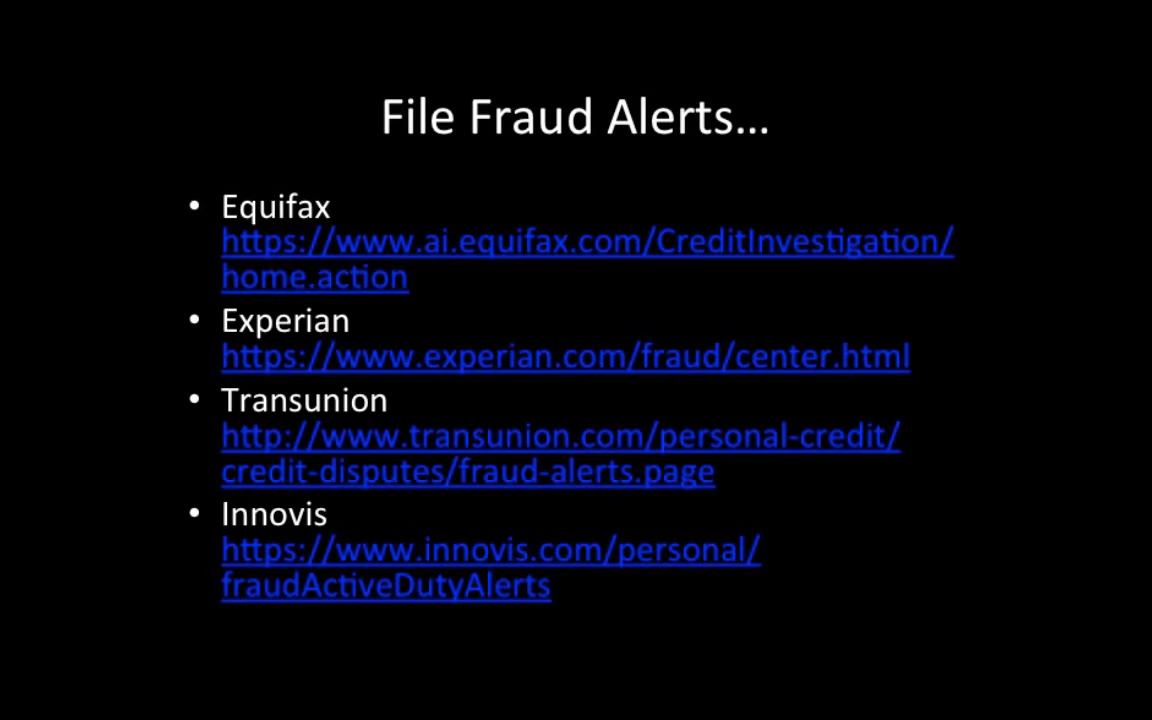 File Fraud Alerts…
• Equifax
https://www.ai.equifax.com/CreditInvestigation/
home.action
• Experian
https://www.experian.com/fraud/center.html
• Transunion
http://www.transunion.com/personal-credit/
credit-disputes/fraud-alerts.page
• Innovis
https://www.innovis.com/personal/
fraudActiveDutyAlerts